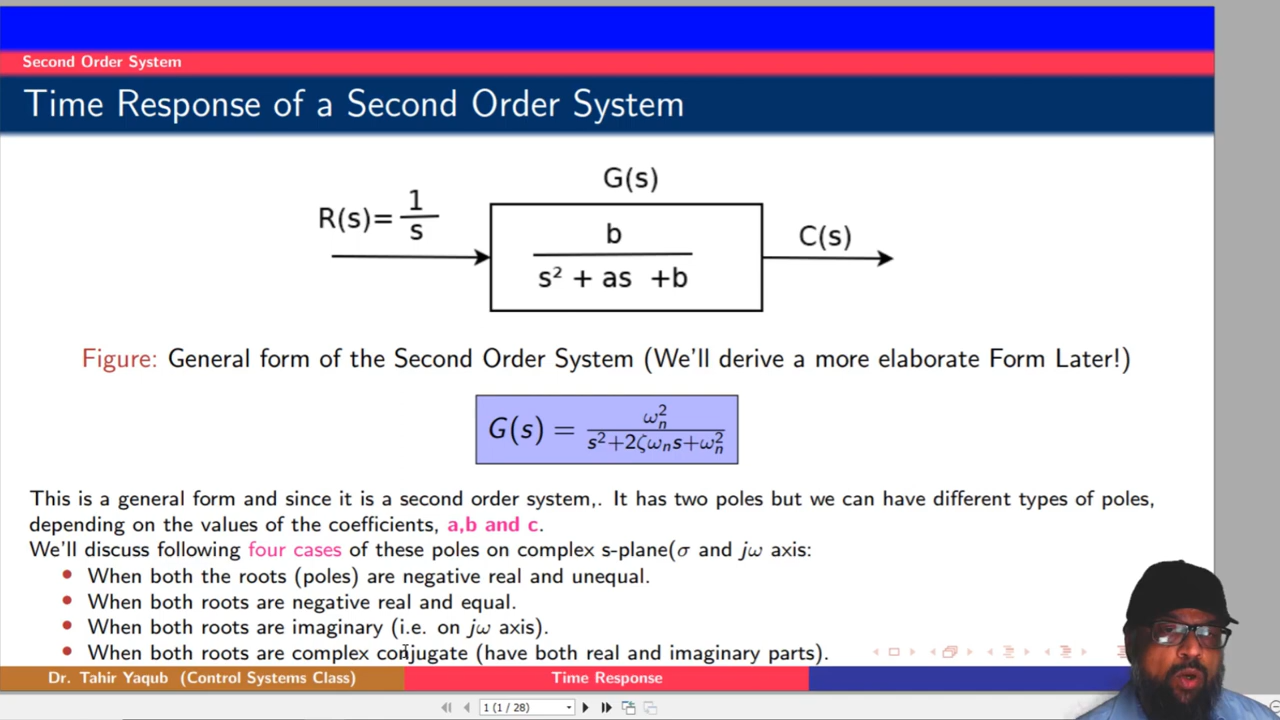 Second Order System
Time Response of a Second Order System
G(s)
R(s)= 1/s
b
s² + as +b
C(s)
Figure: General form of the Second Order System (We'll derive a more elaborate Form Later!)
G(s) = ωₙ² / s²+2ζωₙs+ωₙ²
This is a general form and since it is a second order system,. It has two poles but we can have different types of poles,
depending on the values of the coefficients, a,b and c.
We'll discuss following four cases of these poles on complex s-plane(σ and jω axis:
• When both the roots (poles) are negative real and unequal.
• When both roots are negative real and equal.
• When both roots are imaginary (i.e. on jω axis).
• When both roots are complex conjugate (have both real and imaginary parts).
Dr. Tahir Yaqub (Control Systems Class) Time Response
1 (1 / 28)